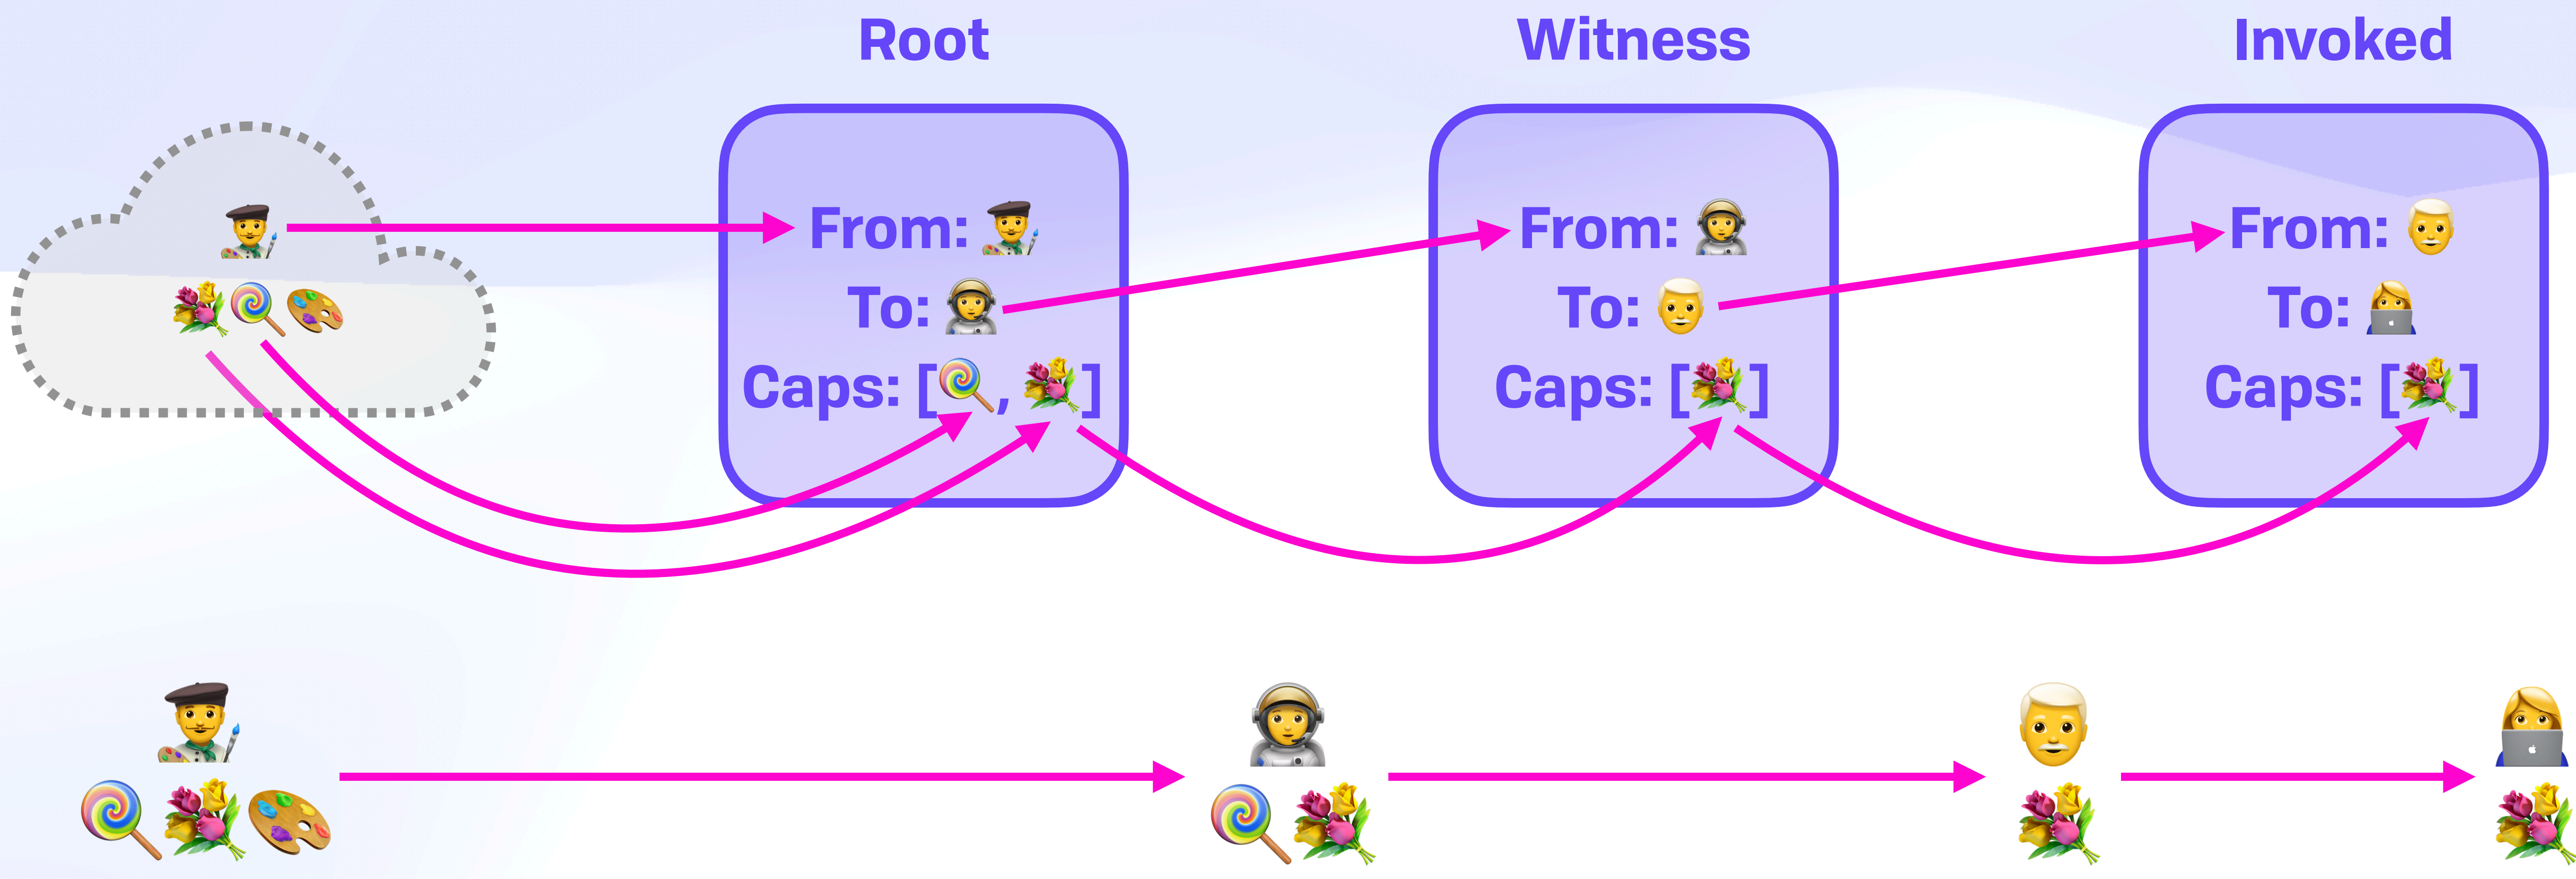 Root
From: 👨‍🎨
To: 🧑‍🚀
Caps: [🍭, 💐]
Witness
From: 🧑‍🚀
To: 👨‍🦳
Caps: [💐]
Invoked
From: 👨‍🦳
To: 👩‍💻
Caps: [💐]